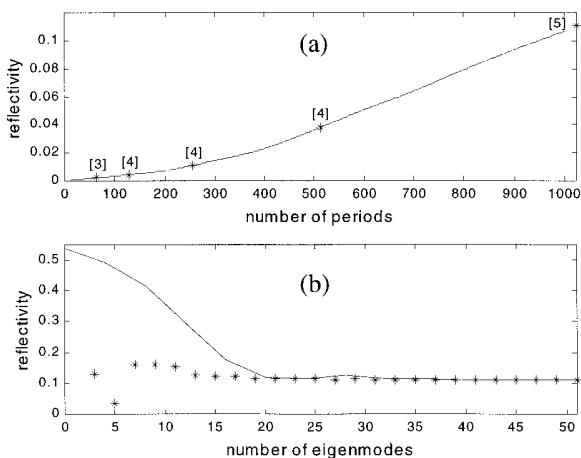 (a)
[3]
[4]
[4]
[4]
[5]
reflectivity
0.1
0.08
0.06
0.04
0.02
0
0 100 200 300 400 500 600 700 800 900 1000
number of periods
(b)
reflectivity
0.5
0.4
0.3
0.2
0.1
0
0 5 10 15 20 25 30 35 40 45 50
number of eigenmodes